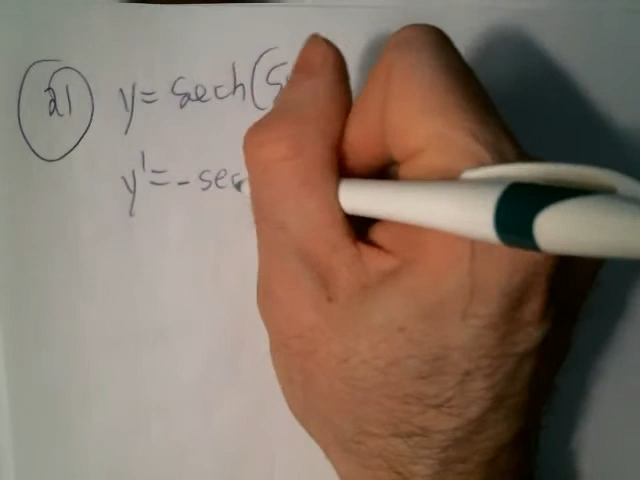 21 y = sech(5
y' = - sec